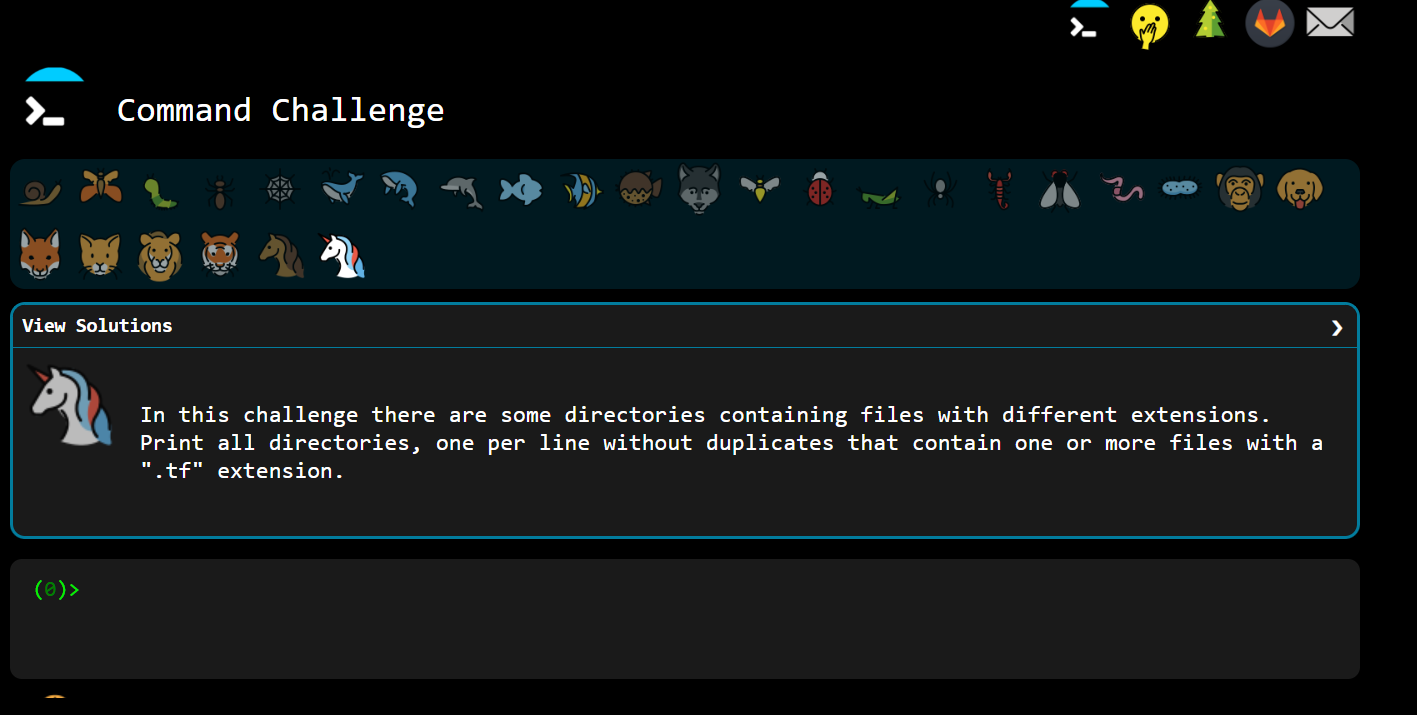 Command Challenge
View Solutions
In this challenge there are some directories containing files with different extensions.
Print all directories, one per line without duplicates that contain one or more files with a
".tf" extension.
(0)>